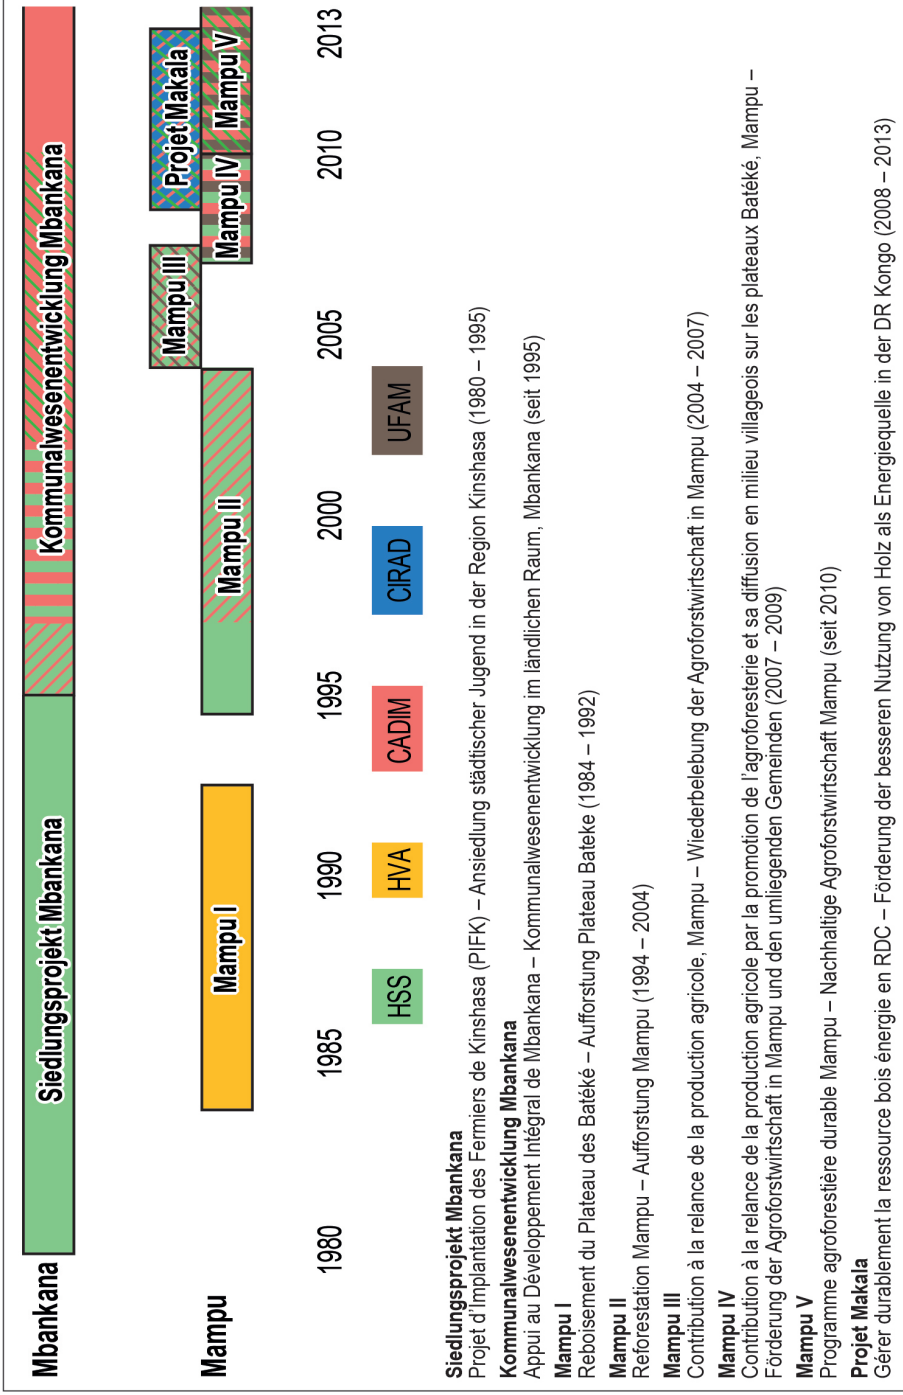 Mbankana
Siedlungsprojekt Mbankana
Kommunalwesenentwicklung Mbankana
Mampu III
Projet Makala
Mampu
Mampu I
Mampu II
Mampu IV
Mampu V
1980
1985
1990
1995
2000
2005
2010
2013
HSS
HVA
CADIM
CIRAD
UFAM
Siedlungsprojekt Mbankana
Projet d'Implantation des Fermiers de Kinshasa (PIFK) – Ansiedlung städtischer Jugend in der Region Kinshasa (1980 – 1995)
Kommunalwesenentwicklung Mbankana
Appui au Développement Intégral de Mbankana – Kommunalwesenentwicklung im ländlichen Raum, Mbankana (seit 1995)
Mampu I
Reboisement du Plateau des Batéké – Aufforstung Plateau Bateke (1984 – 1992)
Mampu II
Reforestation Mampu – Aufforstung Mampu (1994 – 2004)
Mampu III
Contribution à la relance de la production agricole, Mampu – Wiederbelebung der Agroforstwirtschaft in Mampu (2004 – 2007)
Mampu IV
Contribution à la relance de la production agricole par la promotion de l'agroforesterie et sa diffusion en milieu villageois sur les plateaux Batéké, Mampu –
Förderung der Agroforstwirtschaft in Mampu und den umliegenden Gemeinden (2007 – 2009)
Mampu V
Programme agroforestière durable Mampu – Nachhaltige Agroforstwirtschaft Mampu (seit 2010)
Projet Makala
Gérer durablement la ressource bois énergie en RDC – Förderung der besseren Nutzung von Holz als Energiequelle in der DR Kongo (2008 – 2013)